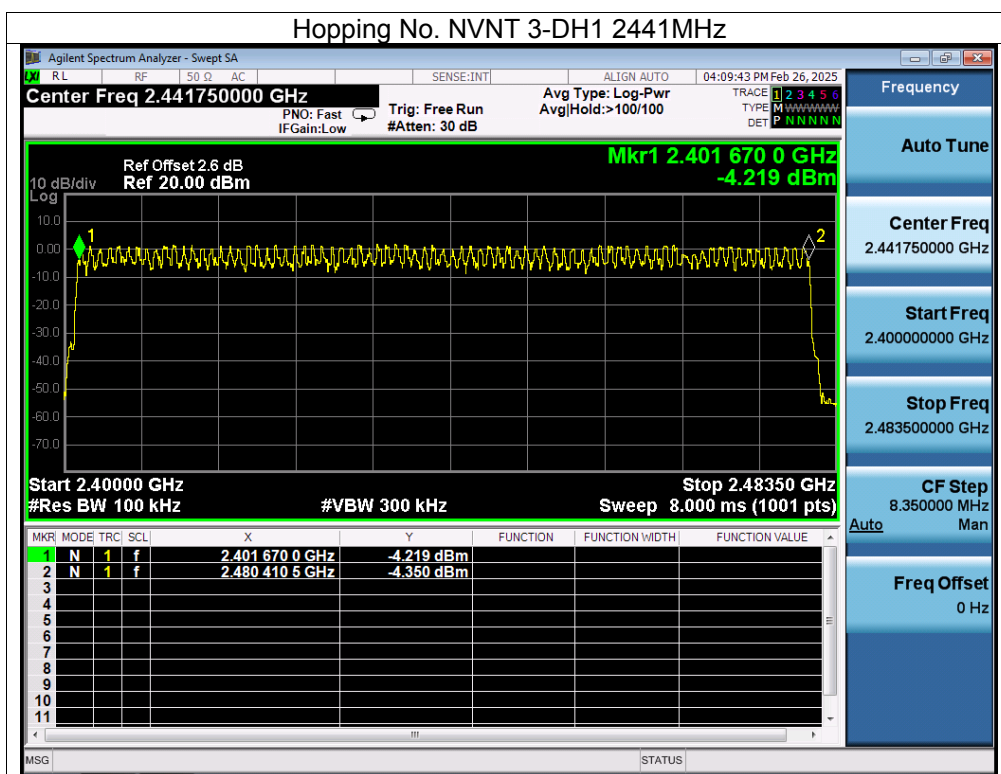 Hopping No. NVNT 3-DH1 2441MHz
Agilent Spectrum Analyzer - Swept SA
LXI RL RF 50 Ω AC SENSE:INT ALIGN AUTO 04:09:43 PM Feb 26, 2025
Center Freq 2.441750000 GHz
PNO: Fast
IFGain:Low
Trig: Free Run
#Atten: 30 dB
Avg Type: Log-Pwr
Avg|Hold:>100/100
TRACE 1 2 3 4 5 6
TYPE M WWWWW
DET P N N N N N
Ref Offset 2.6 dB
Ref 20.00 dBm
10 dB/div
Log
Mkr1 2.401 670 0 GHz
-4.219 dBm
10.0
0.00
-10.0
-20.0
-30.0
-40.0
-50.0
-60.0
-70.0
1
2
Start 2.40000 GHz
Stop 2.48350 GHz
#Res BW 100 kHz #VBW 300 kHz Sweep 8.000 ms (1001 pts)
MKR MODE TRC SCL X Y FUNCTION FUNCTION WIDTH FUNCTION VALUE
1 N 1 f 2.401 670 0 GHz -4.219 dBm
2 N 1 f 2.480 410 5 GHz -4.350 dBm
3
4
5
6
7
8
9
10
11
MSG STATUS
Frequency
Auto Tune
Center Freq
2.441750000 GHz
Start Freq
2.400000000 GHz
Stop Freq
2.483500000 GHz
CF Step
8.350000 MHz
Auto Man
Freq Offset
0 Hz